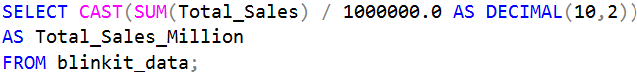 SELECT CAST(SUM(Total_Sales) / 1000000.0 AS DECIMAL(10,2))
AS Total_Sales_Million
FROM blinkit_data;